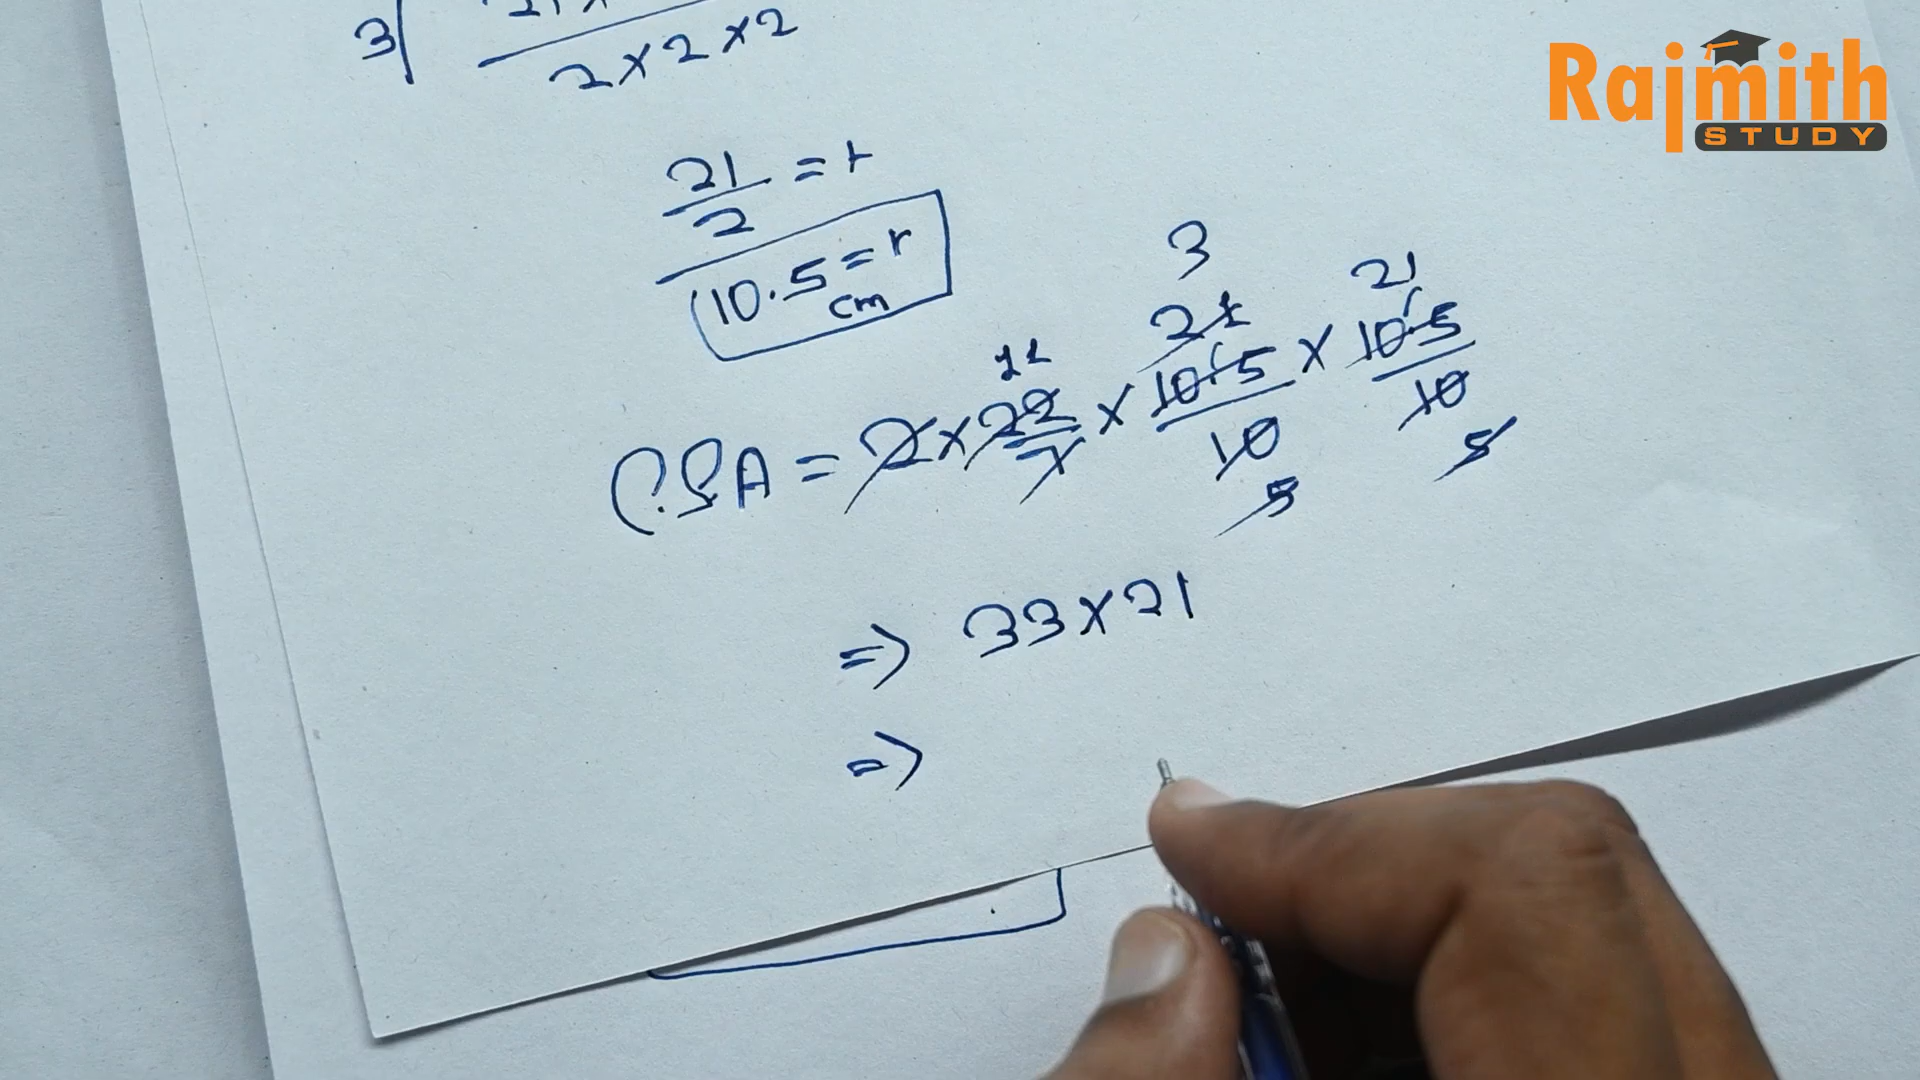 Rajmith
STUDY
3 21×
2×2×2
21/2 = r
10.5 = r
cm
3
11 21 21
C.S.A = 2 × 22/7 × 10.5/10 × 10.5/10
5 5
=> 33×21
=>